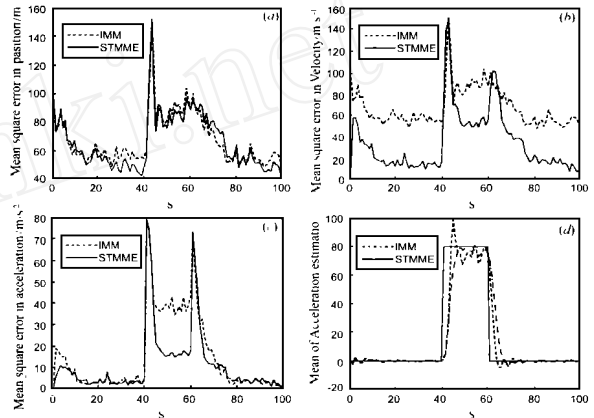 Mean square error in position/m
160
140
120
100
80
60
40
0 20 40 60 80 100
s
(a)
IMM
STMME
Mean square error in Velocity/m s-1
160
140
120
100
80
60
40
20
0
0 20 40 60 80 100
s
(b)
IMM
STMME
Mean square error in acceleration/m·s-2
80
70
60
50
40
30
20
10
0
0 20 40 60 80 100
s
(c)
IMM
STMME
Mean of Acceleration estimatio
100
80
60
40
20
0
-20
0 20 40 60 80 100
s
(d)
IMM
STMME
nki.net